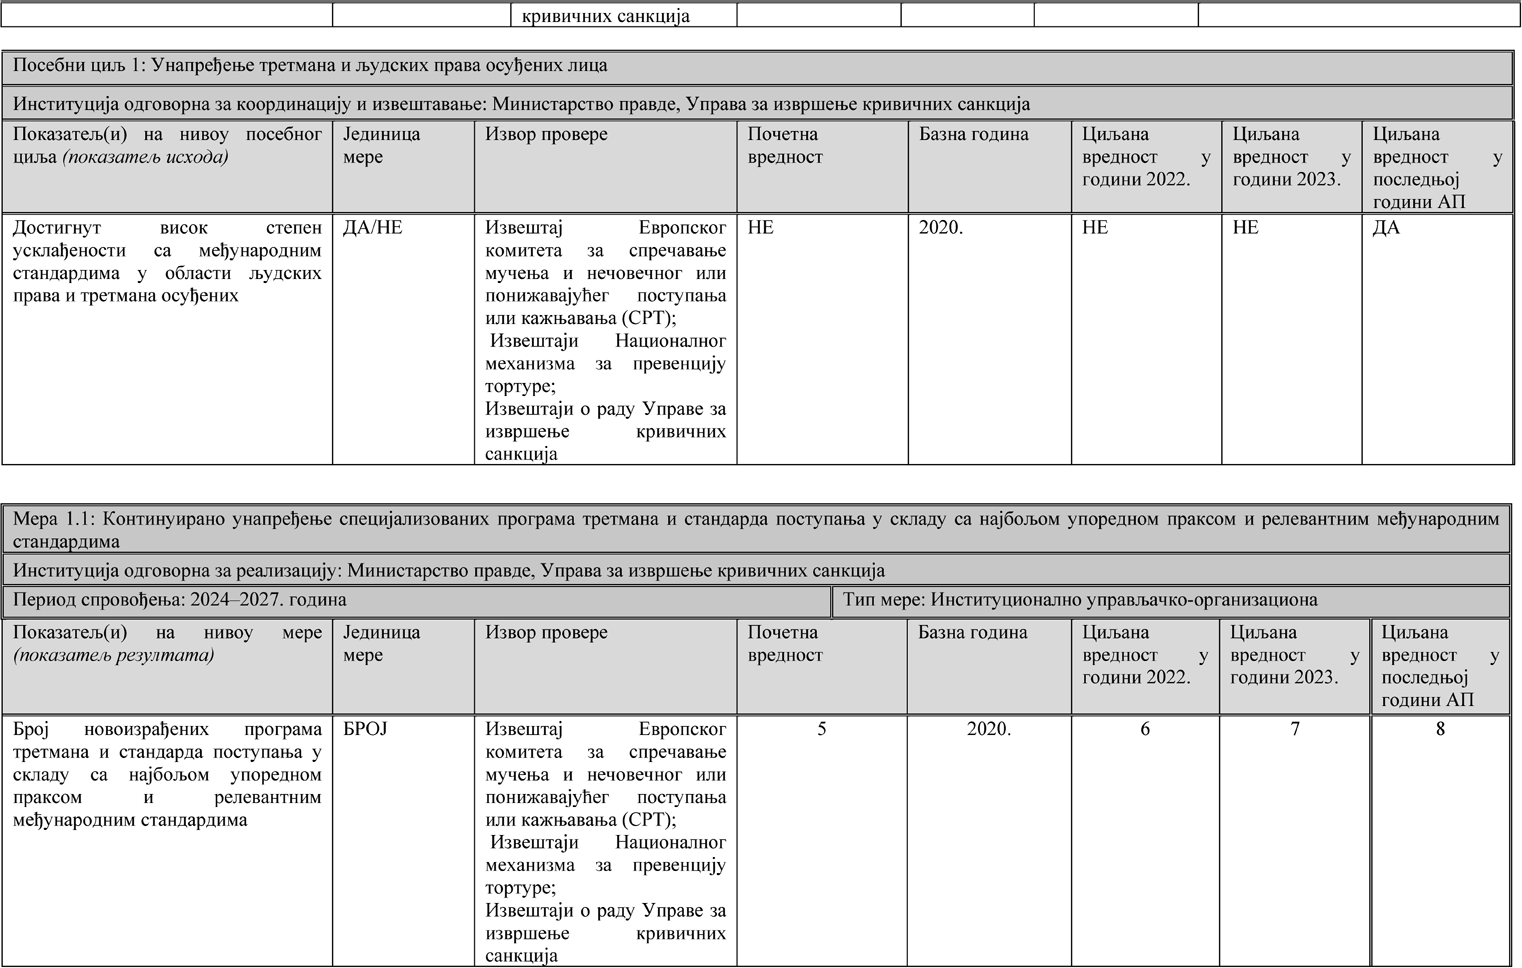 кривичних санкција
Посебни циљ 1: Унапређење третмана и људских права осуђених лица
Институција одговорна за координацију и извештавање: Министарство правде, Управа за извршење кривичних санкција
Показатељ(и) на нивоу посебног
циља (показатељ исхода)
Јединица
мере
Извор провере
Почетна
вредност
Базна година
Циљана
вредност у
години 2022.
Циљана
вредност у
години 2023.
Циљана
вредност у
последњој
години АП
Достигнут висок степен
усклађености са међународним
стандардима у области људских
права и третмана осуђених
ДА/НЕ
Извештај Европског
комитета за спречавање
мучења и нечовечног или
понижавајућег поступања
или кажњавања (СРТ);
Извештаји Националног
механизма за превенцију
тортуре;
Извештаји о раду Управе за
извршење кривичних
санкција
НЕ
2020.
НЕ
НЕ
ДА
Мера 1.1: Континуирано унапређење специјализованих програма третмана и стандарда поступања у складу са најбољом упоредном праксом и релевантним међународним
стандардима
Институција одговорна за реализацију: Министарство правде, Управа за извршење кривичних санкција
Период спровођења: 2024–2027. година
Тип мере: Институционално управљачко-организациона
Показатељ(и) на нивоу мере
(показатељ резултата)
Јединица
мере
Извор провере
Почетна
вредност
Базна година
Циљана
вредност у
години 2022.
Циљана
вредност у
години 2023.
Циљана
вредност у
последњој
години АП
Број новоизрађених програма
третмана и стандарда поступања у
складу са најбољом упоредном
праксом и релевантним
међународним стандардима
БРОЈ
Извештај Европског
комитета за спречавање
мучења и нечовечног или
понижавајућег поступања
или кажњавања (СРТ);
Извештаји Националног
механизма за превенцију
тортуре;
Извештаји о раду Управе за
извршење кривичних
санкција
5
2020.
6
7
8